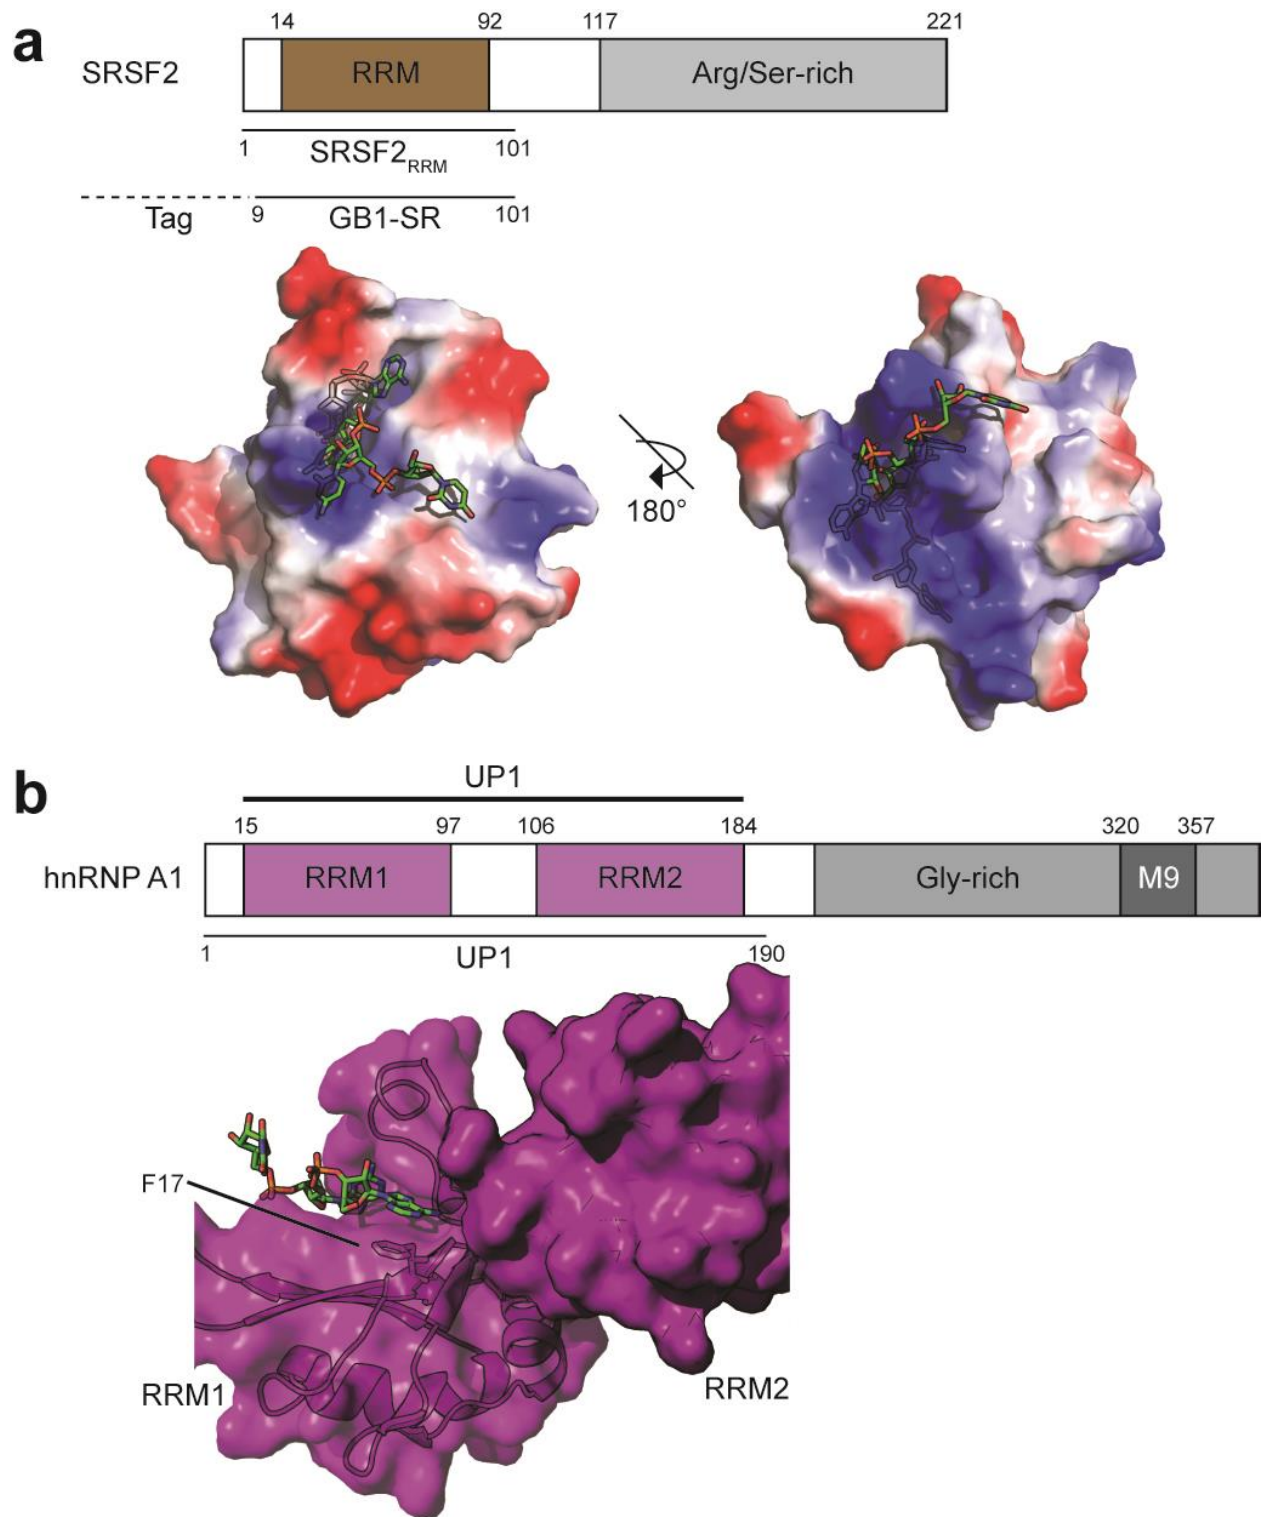 a
14 92 117 221
SRSF2 RRM Arg/Ser-rich
1 SRSF2RRM 101
Tag 9 GB1-SR 101
180°
b
UP1
15 97 106 184 320 357
hnRNP A1 RRM1 RRM2 Gly-rich M9
1 UP1 190
F17
RRM1 RRM2